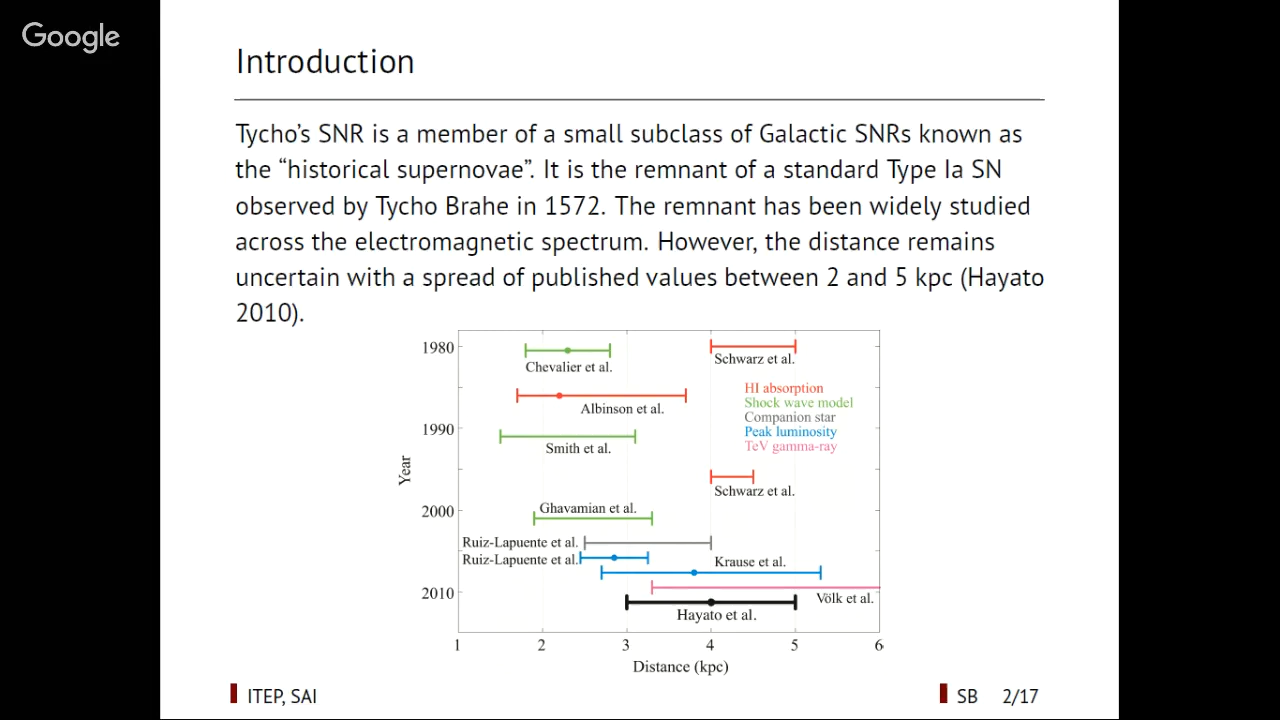 Google
Introduction
Tycho’s SNR is a member of a small subclass of Galactic SNRs known as
the “historical supernovae”. It is the remnant of a standard Type Ia SN
observed by Tycho Brahe in 1572. The remnant has been widely studied
across the electromagnetic spectrum. However, the distance remains
uncertain with a spread of published values between 2 and 5 kpc (Hayato
2010).
1980
Chevalier et al.
Schwarz et al.
HI absorption
Shock wave model
Companion star
Peak luminosity
TeV gamma-ray
Albinson et al.
1990
Smith et al.
Year
Schwarz et al.
Ghavamian et al.
2000
Ruiz-Lapuente et al.
Ruiz-Lapuente et al.
Krause et al.
2010
Völk et al.
Hayato et al.
1 2 3 4 5 6
Distance (kpc)
ITEP, SAI
SB 2/17